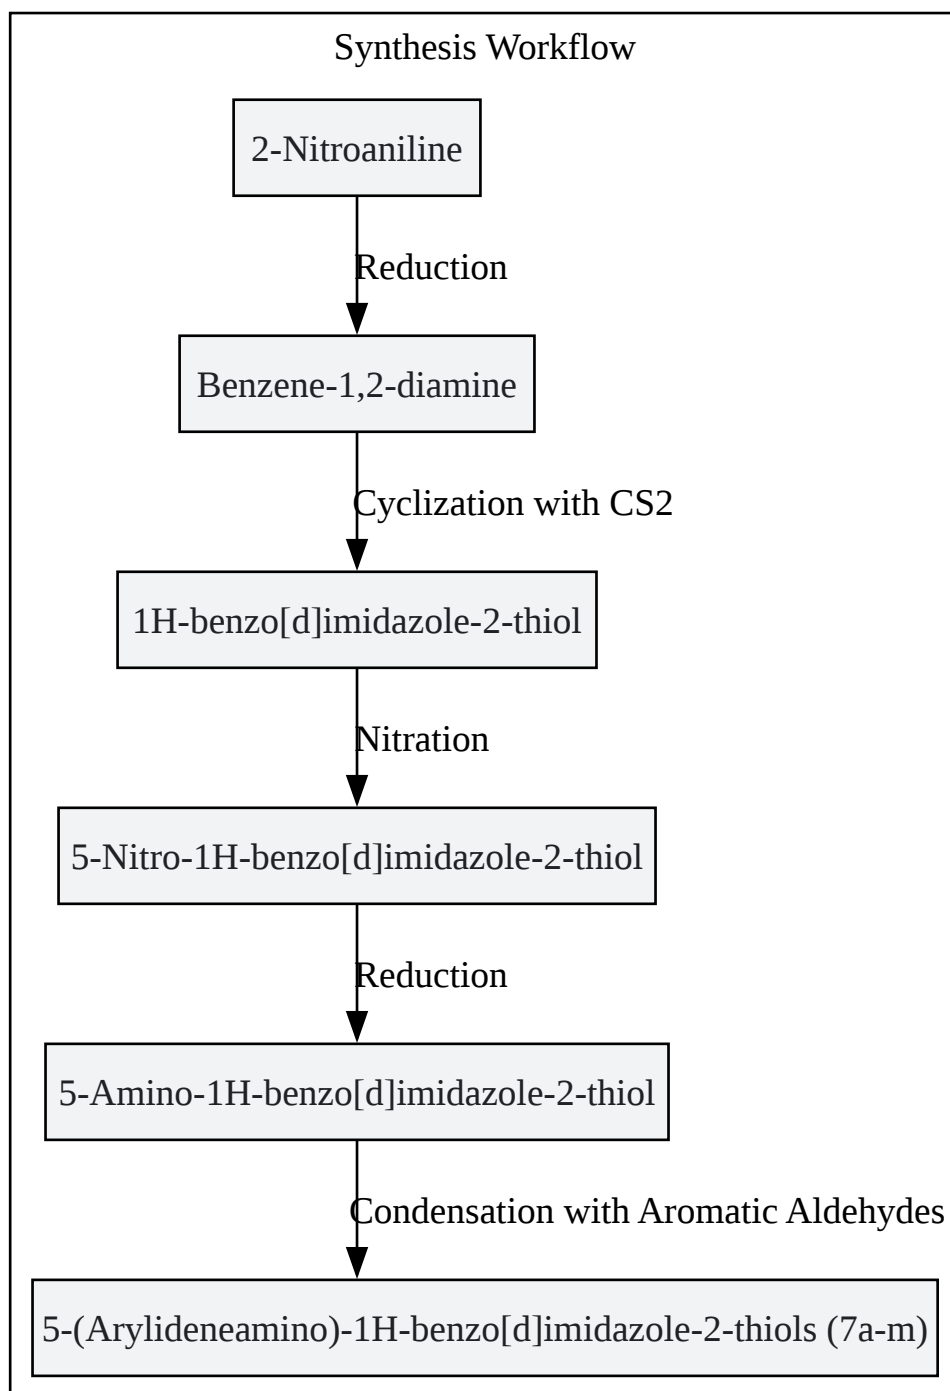 Synthesis Workflow
2-Nitroaniline
Reduction
Benzene-1,2-diamine
Cyclization with CS2
1H-benzo[d]imidazole-2-thiol
Nitration
5-Nitro-1H-benzo[d]imidazole-2-thiol
Reduction
5-Amino-1H-benzo[d]imidazole-2-thiol
Condensation with Aromatic Aldehydes
5-(Arylideneamino)-1H-benzo[d]imidazole-2-thiols (7a-m)